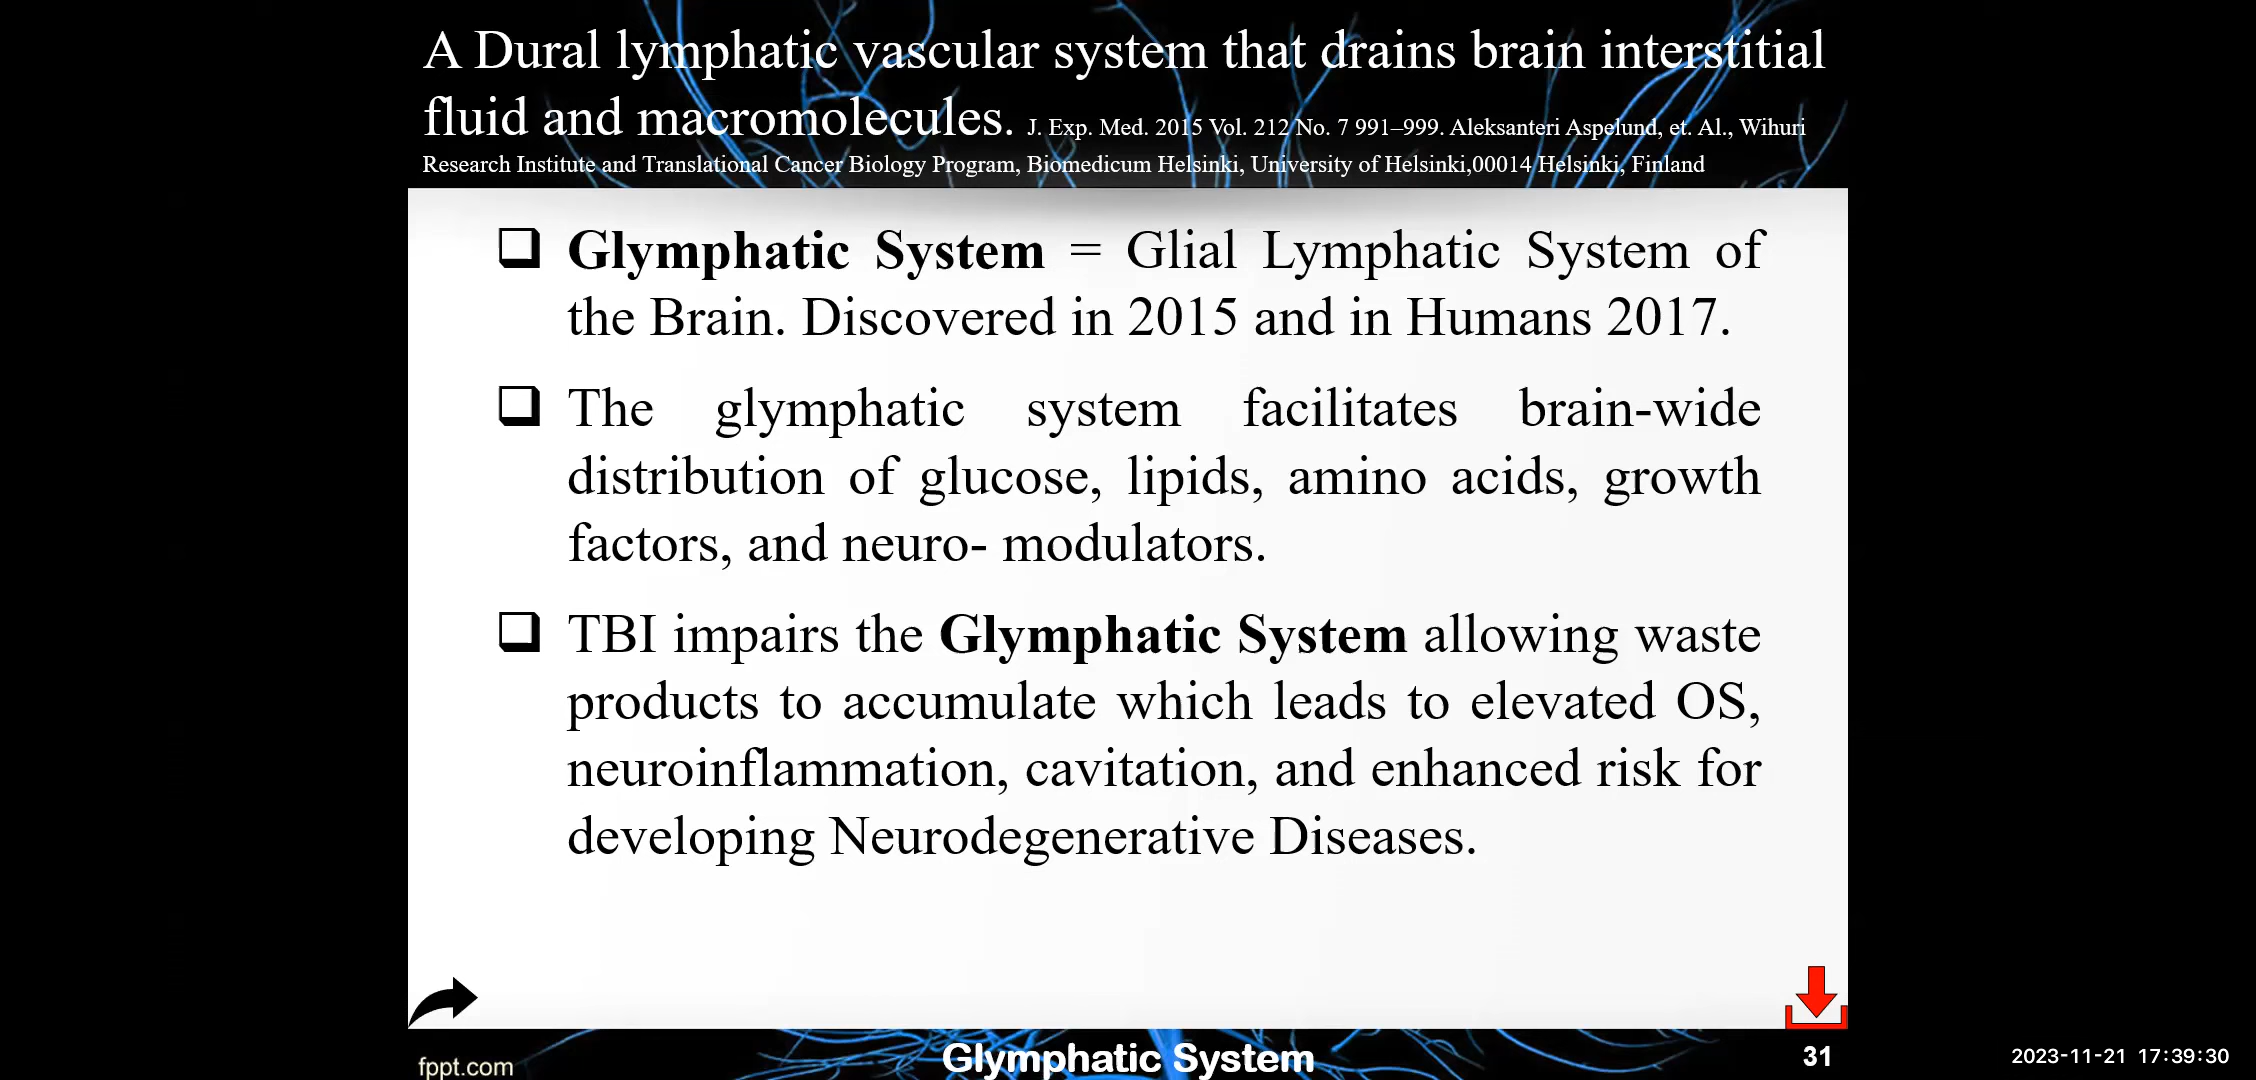 A Dural lymphatic vascular system that drains brain interstitial
fluid and macromolecules. J. Exp. Med. 2015 Vol. 212 No. 7 991–999. Aleksanteri Aspelund, et. Al., Wihuri
Research Institute and Translational Cancer Biology Program, Biomedicum Helsinki, University of Helsinki,00014 Helsinki, Finland
❑ Glymphatic System = Glial Lymphatic System of
the Brain. Discovered in 2015 and in Humans 2017.
❑ The glymphatic system facilitates brain-wide
distribution of glucose, lipids, amino acids, growth
factors, and neuro- modulators.
❑ TBI impairs the Glymphatic System allowing waste
products to accumulate which leads to elevated OS,
neuroinflammation, cavitation, and enhanced risk for
developing Neurodegenerative Diseases.
fppt.com
Glymphatic System
31
2023-11-21 17:39:30